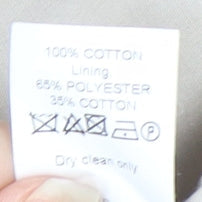 100% COTTON
Lining
65% POLYESTER
35% COTTON
P
Dry clean only